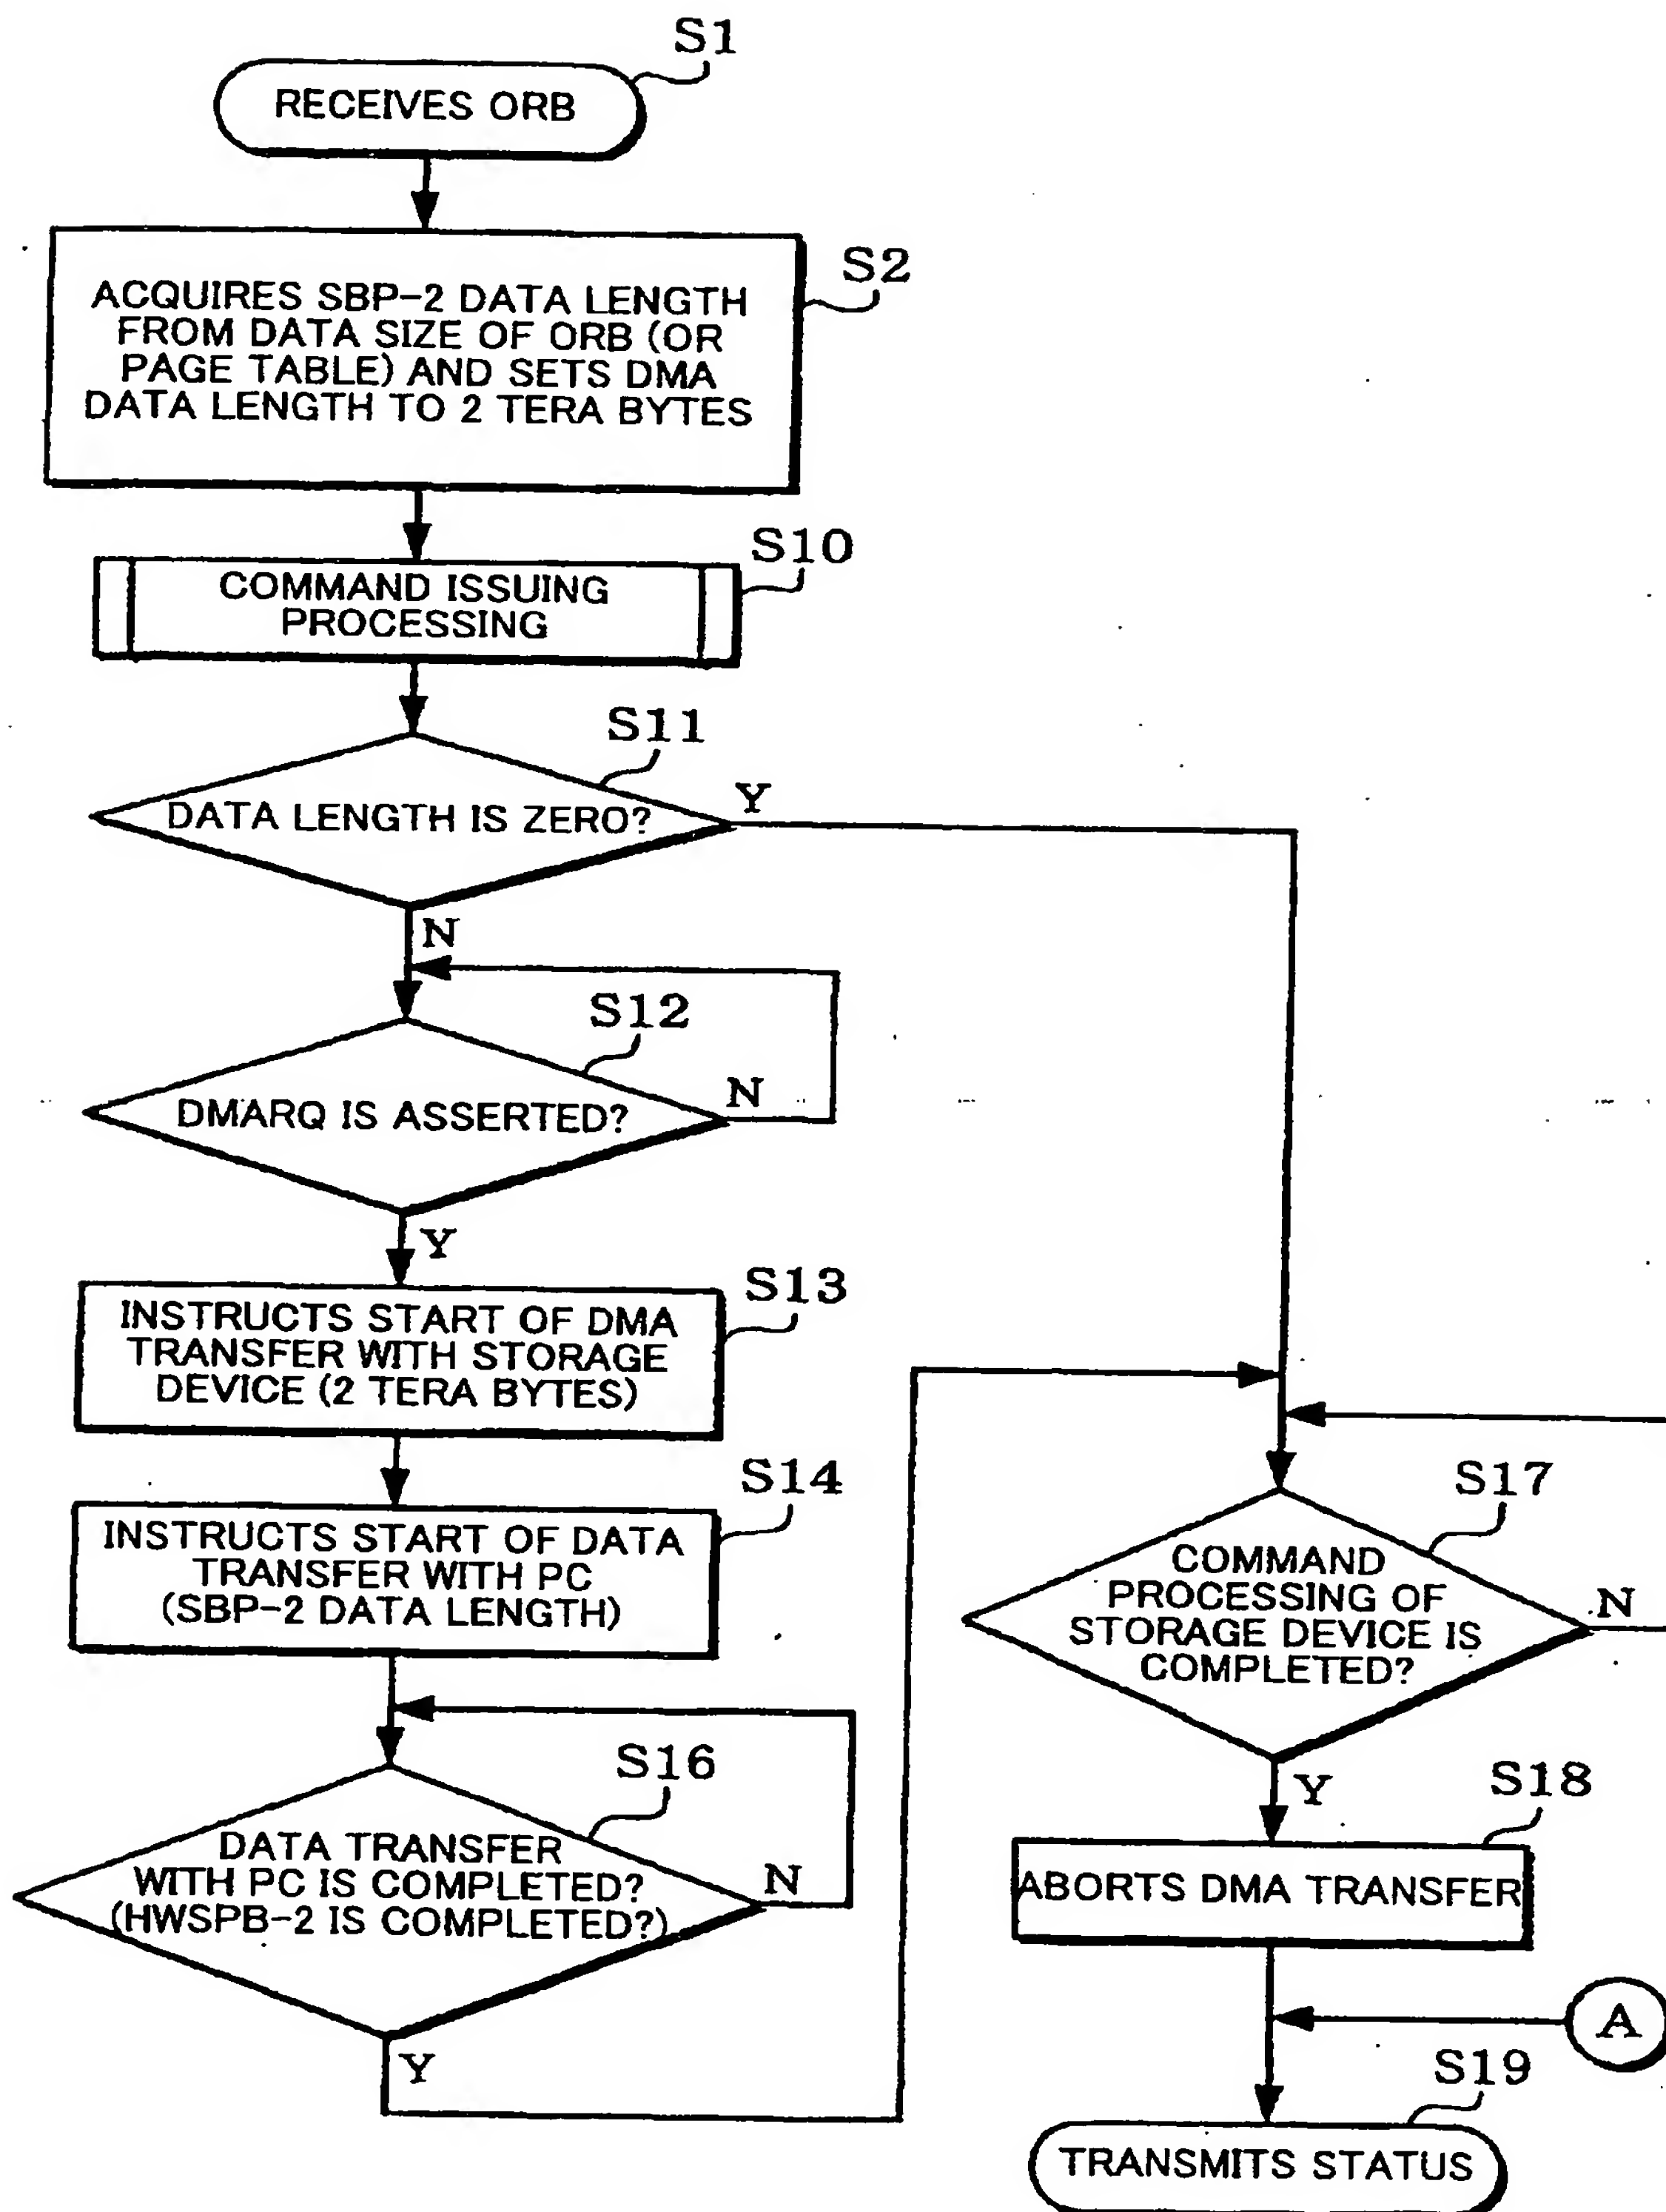 S1
RECEIVES ORB
S2
ACQUIRES SBP-2 DATA LENGTH
FROM DATA SIZE OF ORB (OR
PAGE TABLE) AND SETS DMA
DATA LENGTH TO 2 TERA BYTES
S10
COMMAND ISSUING
PROCESSING
S11
DATA LENGTH IS ZERO?
Y
N
S12
DMARQ IS ASSERTED?
N
Y
S13
INSTRUCTS START OF DMA
TRANSFER WITH STORAGE
DEVICE (2 TERA BYTES)
S14
INSTRUCTS START OF DATA
TRANSFER WITH PC
(SBP-2 DATA LENGTH)
S16
DATA TRANSFER
WITH PC IS COMPLETED?
(HWSPB-2 IS COMPLETED?)
N
Y
S17
COMMAND
PROCESSING OF
STORAGE DEVICE IS
COMPLETED?
N
Y
S18
ABORTS DMA TRANSFER
A
S19
TRANSMITS STATUS